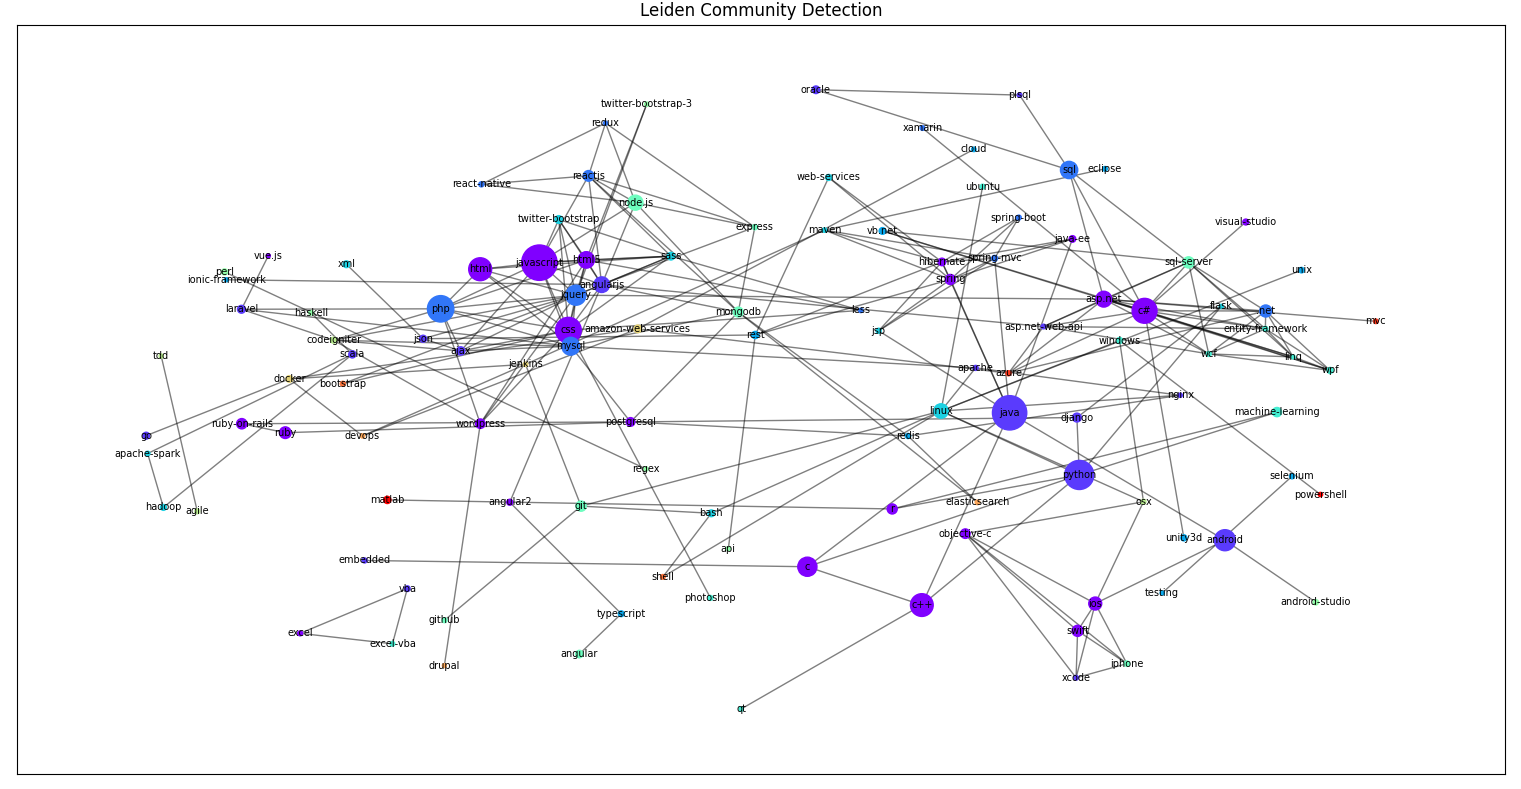 Leiden Community Detection
oracle
plsql
twitter-bootstrap-3
redux
xamarin
cloud
sql
eclipse
reactjs
web-services
react-native
ubuntu
node.js
twitter-bootstrap
spring-boot
visual-studio
express
maven
vb.net
java-ee
vue.js
html5
sass
spring-mvc
xml
html
javascript
hibernate
sql-server
perl
unix
ionic-framework
spring
angularjs
jquery
asp.net
flask
laravel
php
haskell
mongodb
less
c#
.net
mvc
css
amazon-web-services
jsp
asp.net-web-api
entity-framework
codeigniter
json
rest
windows
mysql
scala
ajax
wcf
linq
tdd
jenkins
apache
azure
wpf
docker
bootstrap
nginx
linux
java
machine-learning
django
ruby-on-rails
wordpress
postgresql
go
ruby
devops
redis
apache-spark
regex
python
selenium
powershell
matlab
angular2
elasticsearch
osx
hadoop
agile
git
r
bash
objective-c
unity3d
android
api
embedded
c
shell
vba
testing
photoshop
android-studio
ios
c++
typescript
github
excel
swift
excel-vba
angular
drupal
iphone
xcode
qt